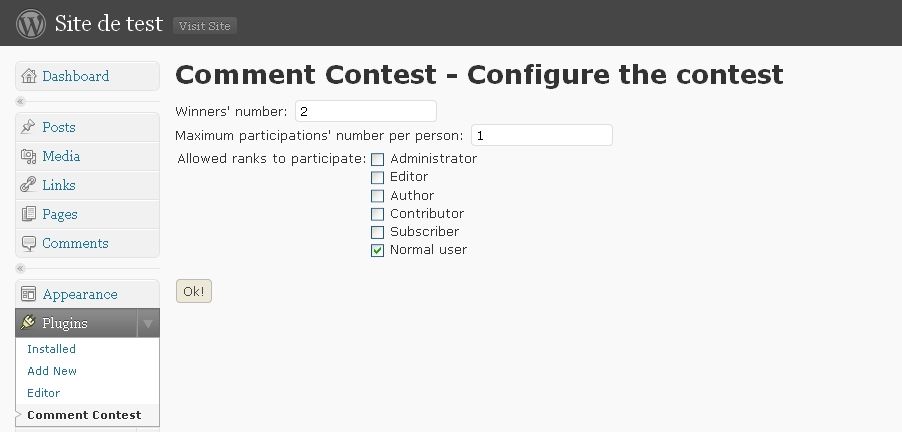 Site de test Visit Site
Dashboard
Posts
Media
Links
Pages
Comments
Appearance
Plugins
Installed
Add New
Editor
Comment Contest
Comment Contest - Configure the contest
Winners' number: 2
Maximum participations' number per person: 1
Allowed ranks to participate: Administrator
Editor
Author
Contributor
Subscriber
Normal user
Ok!